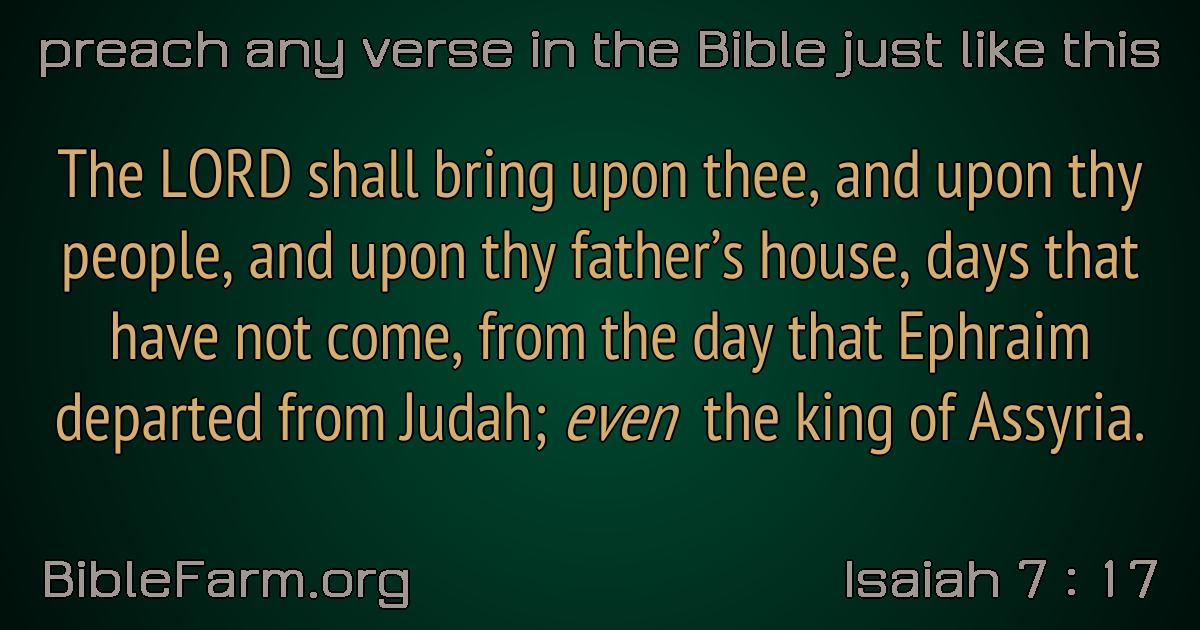 preach any verse in the Bible just like this
The LORD shall bring upon thee, and upon thy
people, and upon thy father’s house, days that
have not come, from the day that Ephraim
departed from Judah; even the king of Assyria.
BibleFarm.org
Isaiah 7 : 17